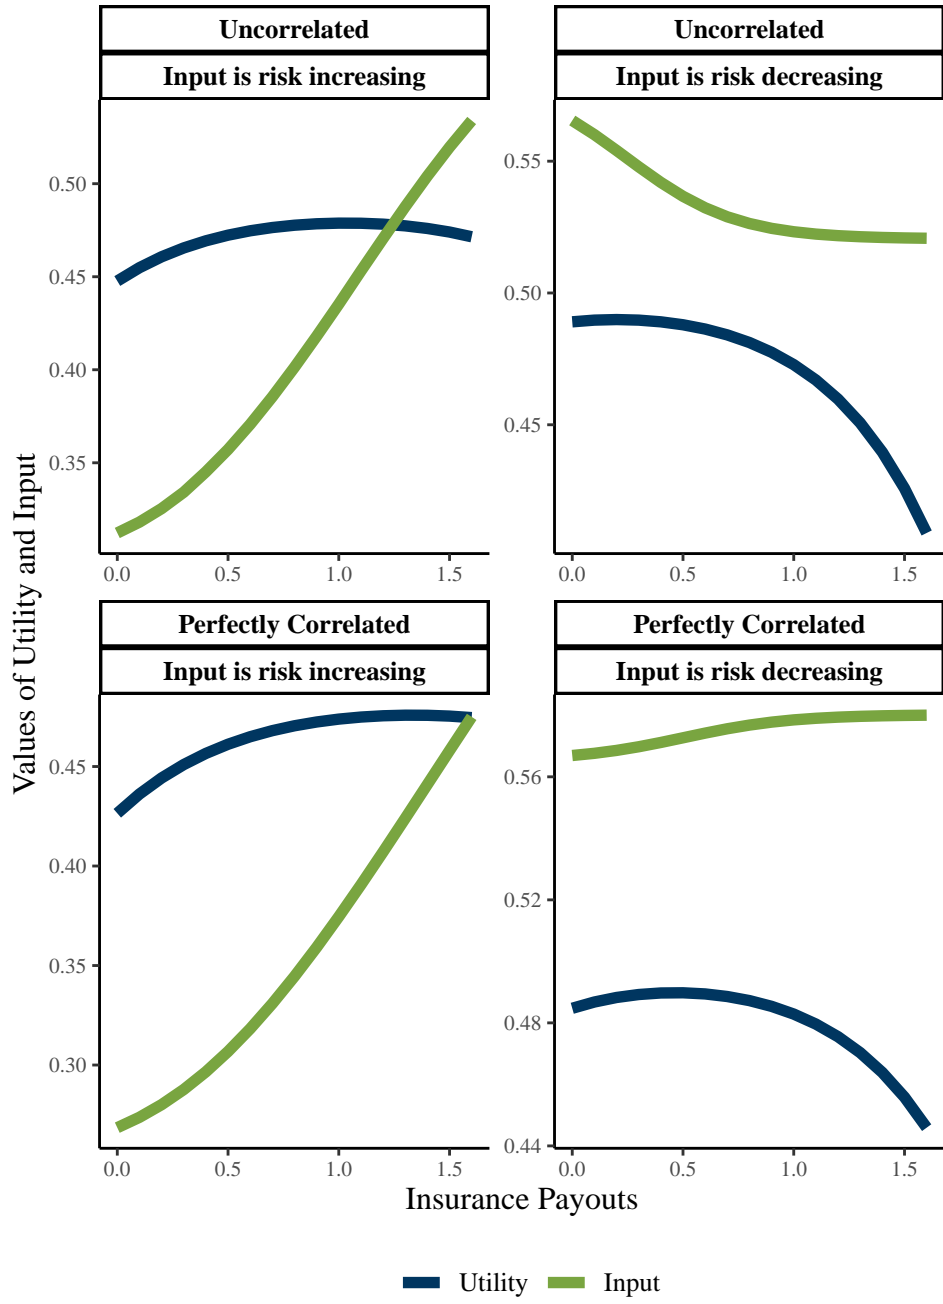 Uncorrelated
Input is risk increasing
Uncorrelated
Input is risk decreasing
0.50
0.45
0.40
0.35
0.0 0.5 1.0 1.5
0.55
0.50
0.45
0.0 0.5 1.0 1.5
Values of Utility and Input
Perfectly Correlated
Input is risk increasing
Perfectly Correlated
Input is risk decreasing
0.45
0.40
0.35
0.30
0.0 0.5 1.0 1.5
0.56
0.52
0.48
0.44
0.0 0.5 1.0 1.5
Insurance Payouts
Utility Input